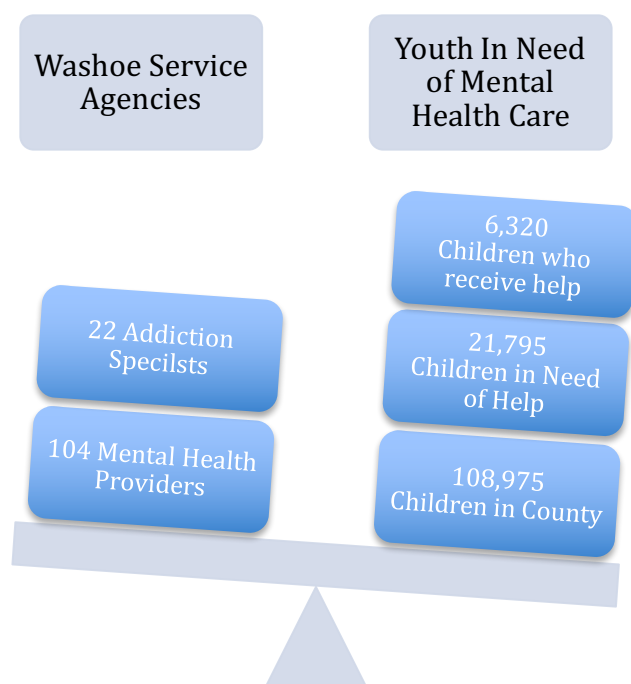 Washoe Service
Agencies
Youth In Need
of Mental
Health Care
22 Addiction
Specilsts
104 Mental Health
Providers
6,320
Children who
receive help
21,795
Children in Need
of Help
108,975
Children in County